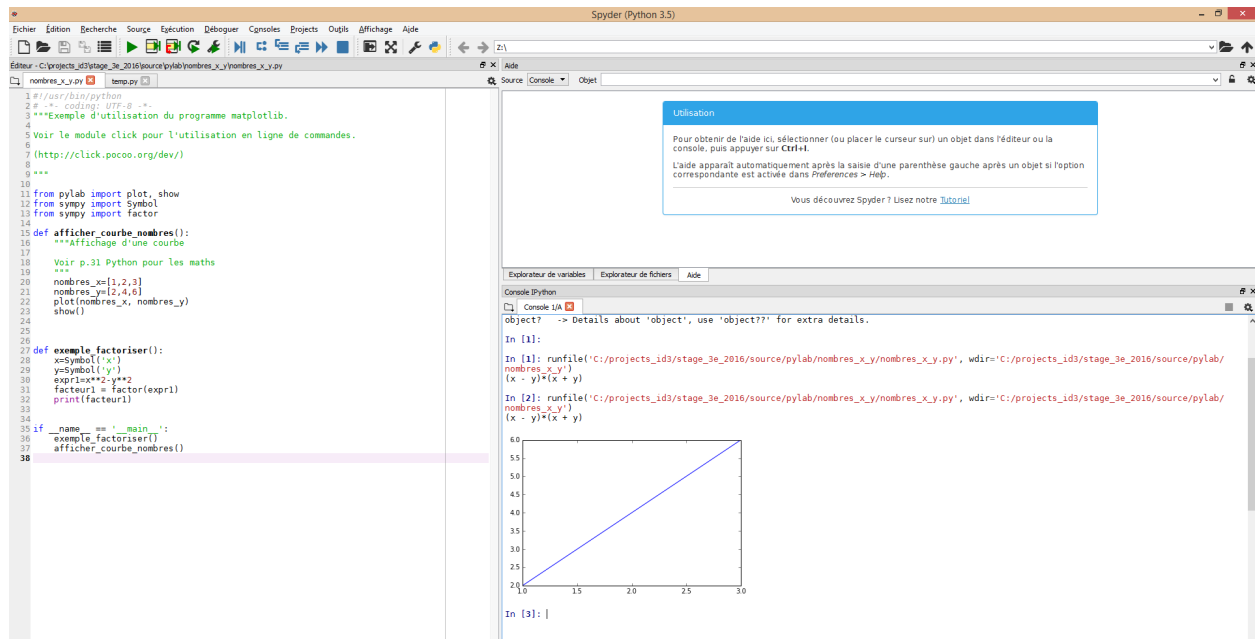 Spyder (Python 3.5)
Fichier Édition Recherche Source Exécution Déboguer Consoles Projects Outils Affichage Aide
Z:\
Éditeur - C:\projects_id3\stage_3e_2016\source\pylab\nombres_x_y\nombres_x_y.py
nombres_x_y.py temp.py
1 #!/usr/bin/python
2 # -*- coding: UTF-8 -*-
3 """Exemple d'utilisation du programme matplotlib.
4
5 Voir le module click pour l'utilisation en ligne de commandes.
6
7 (http://click.pocoo.org/dev/)
8
9 """
10
11 from pylab import plot, show
12 from sympy import Symbol
13 from sympy import factor
14
15 def afficher_courbe_nombres():
16     """Affichage d'une courbe
17
18     Voir p.31 Python pour les maths
19     """
20     nombres_x=[1,2,3]
21     nombres_y=[2,4,6]
22     plot(nombres_x, nombres_y)
23     show()
24
25
26
27 def exemple_factoriser():
28     x=Symbol('x')
29     y=Symbol('y')
30     expr1=x**2-y**2
31     facteur1 = factor(expr1)
32     print(facteur1)
33
34
35 if __name__ == '__main__':
36     exemple_factoriser()
37     afficher_courbe_nombres()
38
Aide
Source Console Objet
Utilisation
Pour obtenir de l'aide ici, sélectionner (ou placer le curseur sur) un objet dans l'éditeur ou la
console, puis appuyer sur Ctrl+I.
L'aide apparaît automatiquement après la saisie d'une parenthèse gauche après un objet si l'option
correspondante est activée dans Preferences > Help.
Vous découvrez Spyder ? Lisez notre Tutoriel
Explorateur de variables Explorateur de fichiers Aide
Console IPython
Console 1/A
object?   -> Details about 'object', use 'object??' for extra details.
In [1]:
In [1]: runfile('C:/projects_id3/stage_3e_2016/source/pylab/nombres_x_y/nombres_x_y.py', wdir='C:/projects_id3/stage_3e_2016/source/pylab/
nombres_x_y')
(x - y)*(x + y)
In [2]: runfile('C:/projects_id3/stage_3e_2016/source/pylab/nombres_x_y/nombres_x_y.py', wdir='C:/projects_id3/stage_3e_2016/source/pylab/
nombres_x_y')
(x - y)*(x + y)
6.0
5.5
5.0
4.5
4.0
3.5
3.0
2.5
2.0
1.0 1.5 2.0 2.5 3.0
In [3]: